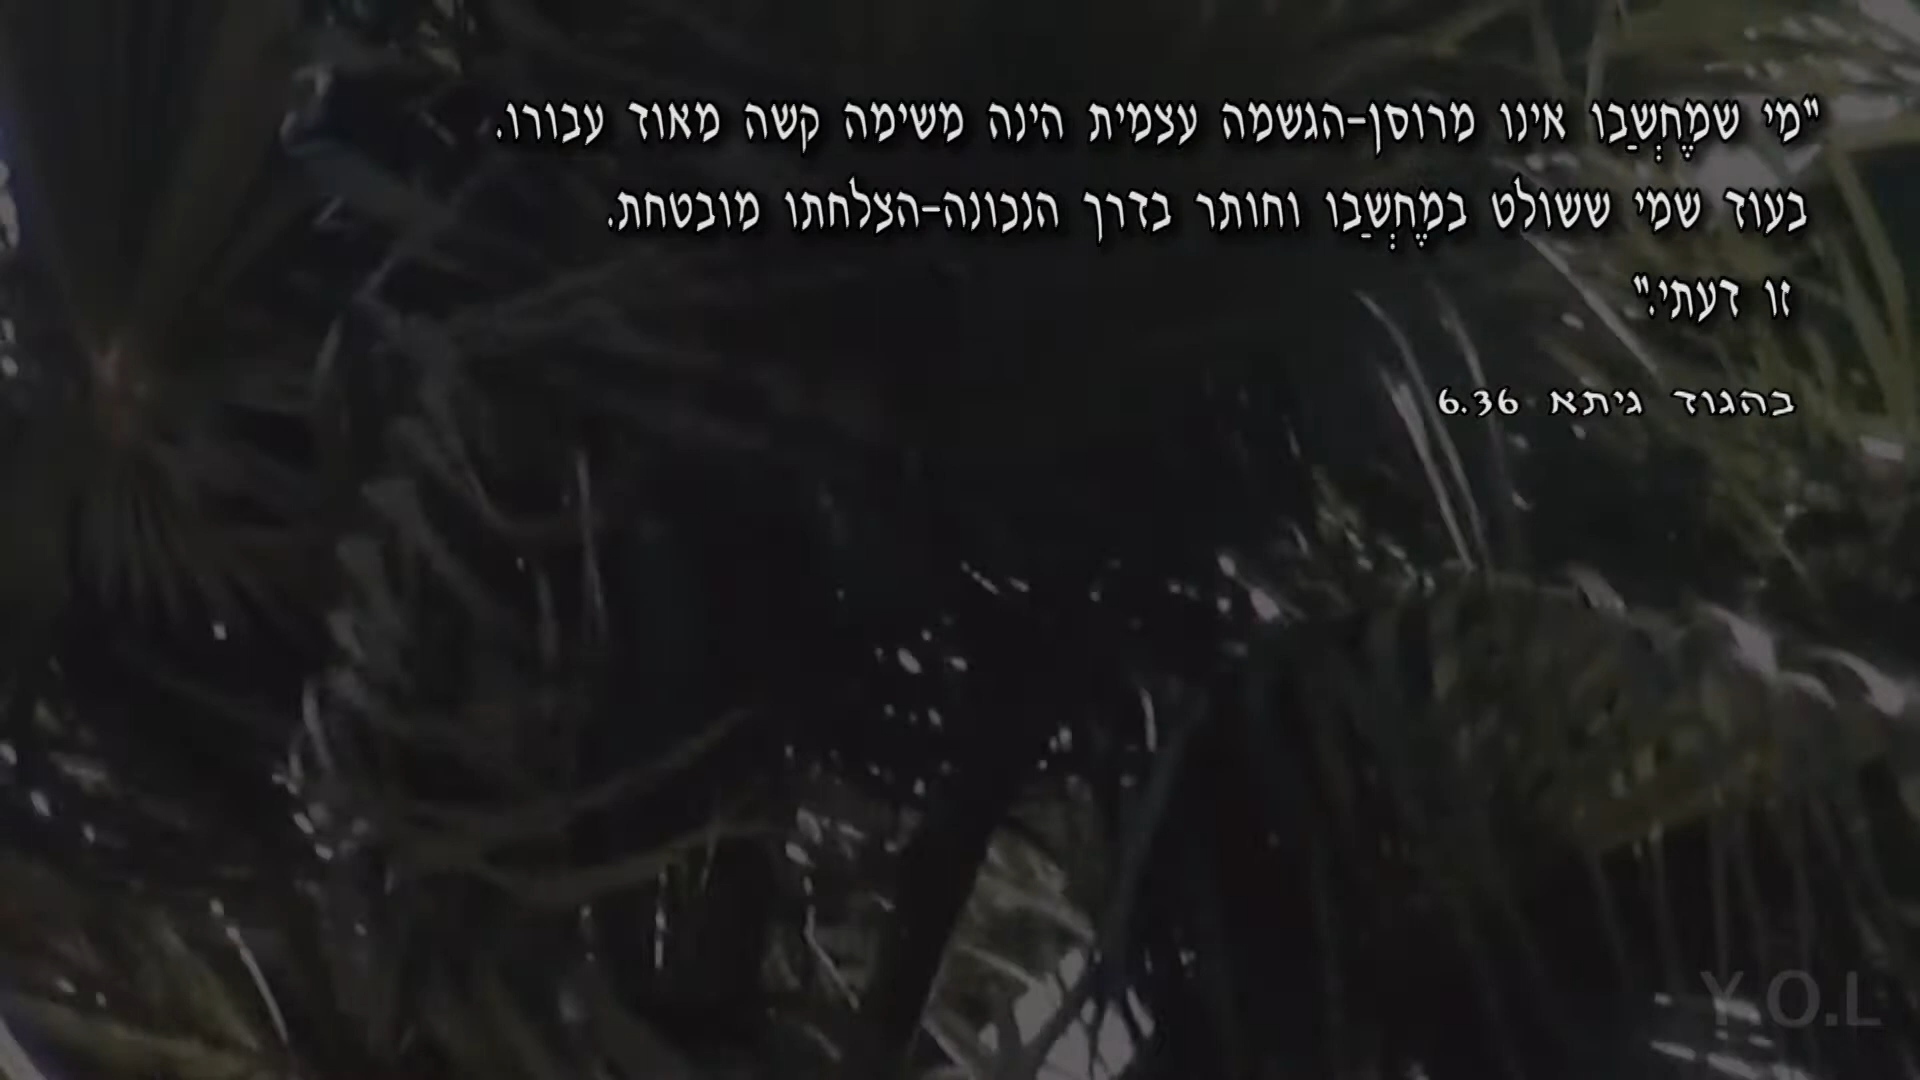 "מי שמֶחְשַבו אינו מרוסן-הגשמה עצמית הינה משימה קשה מאוד עבורו.
בעוד שמי ששולט במֶחְשַבו וחותר בדרך הנכונה-הצלחתו מובטחת.
זו דעתי."
בהגוד גיתא 6.36
Y.O.L